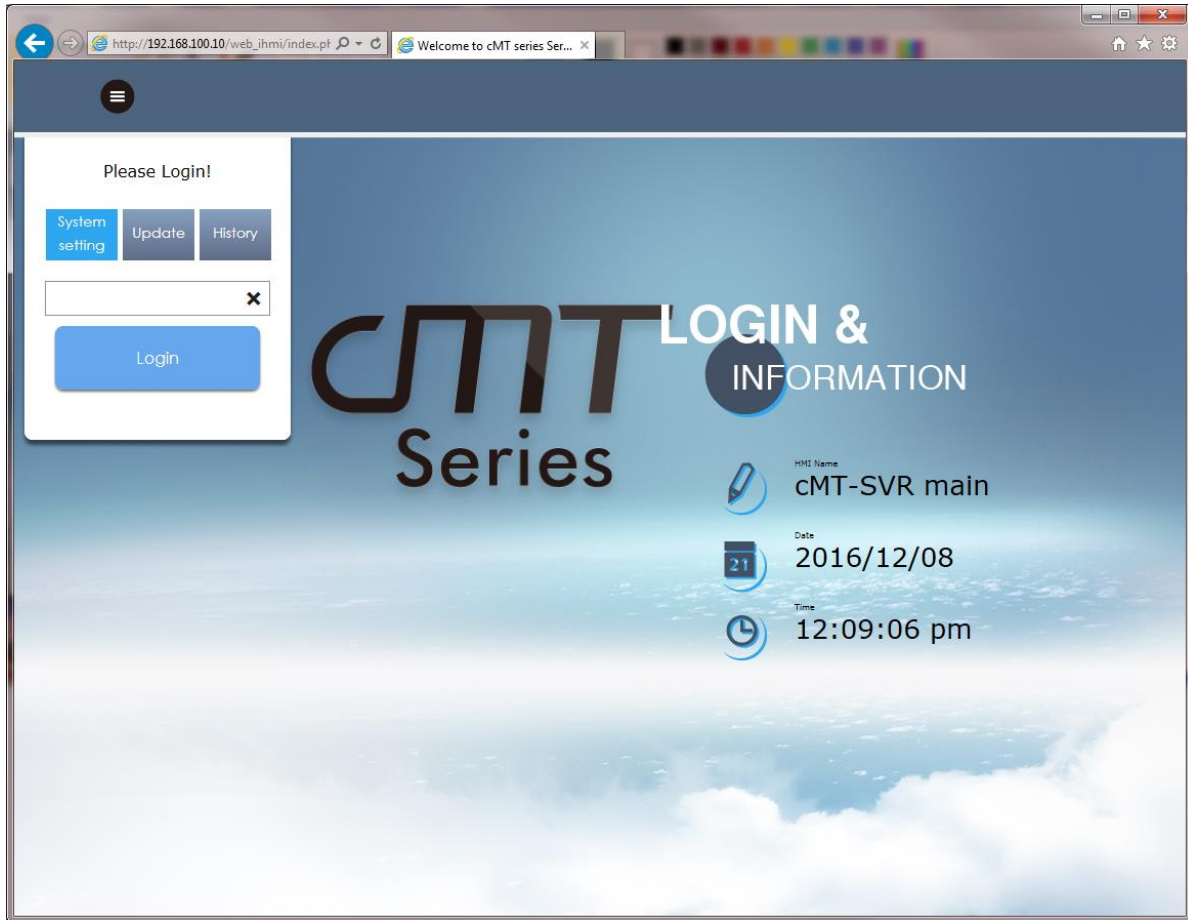 http://192.168.100.10/web_ihmi/index.ph
Welcome to cMT series Ser...
Please Login!
System
setting
Update
History
Login
cMT
Series
LOGIN &
INFORMATION
HMI Name
cMT-SVR main
21
Date
2016/12/08
Time
12:09:06 pm